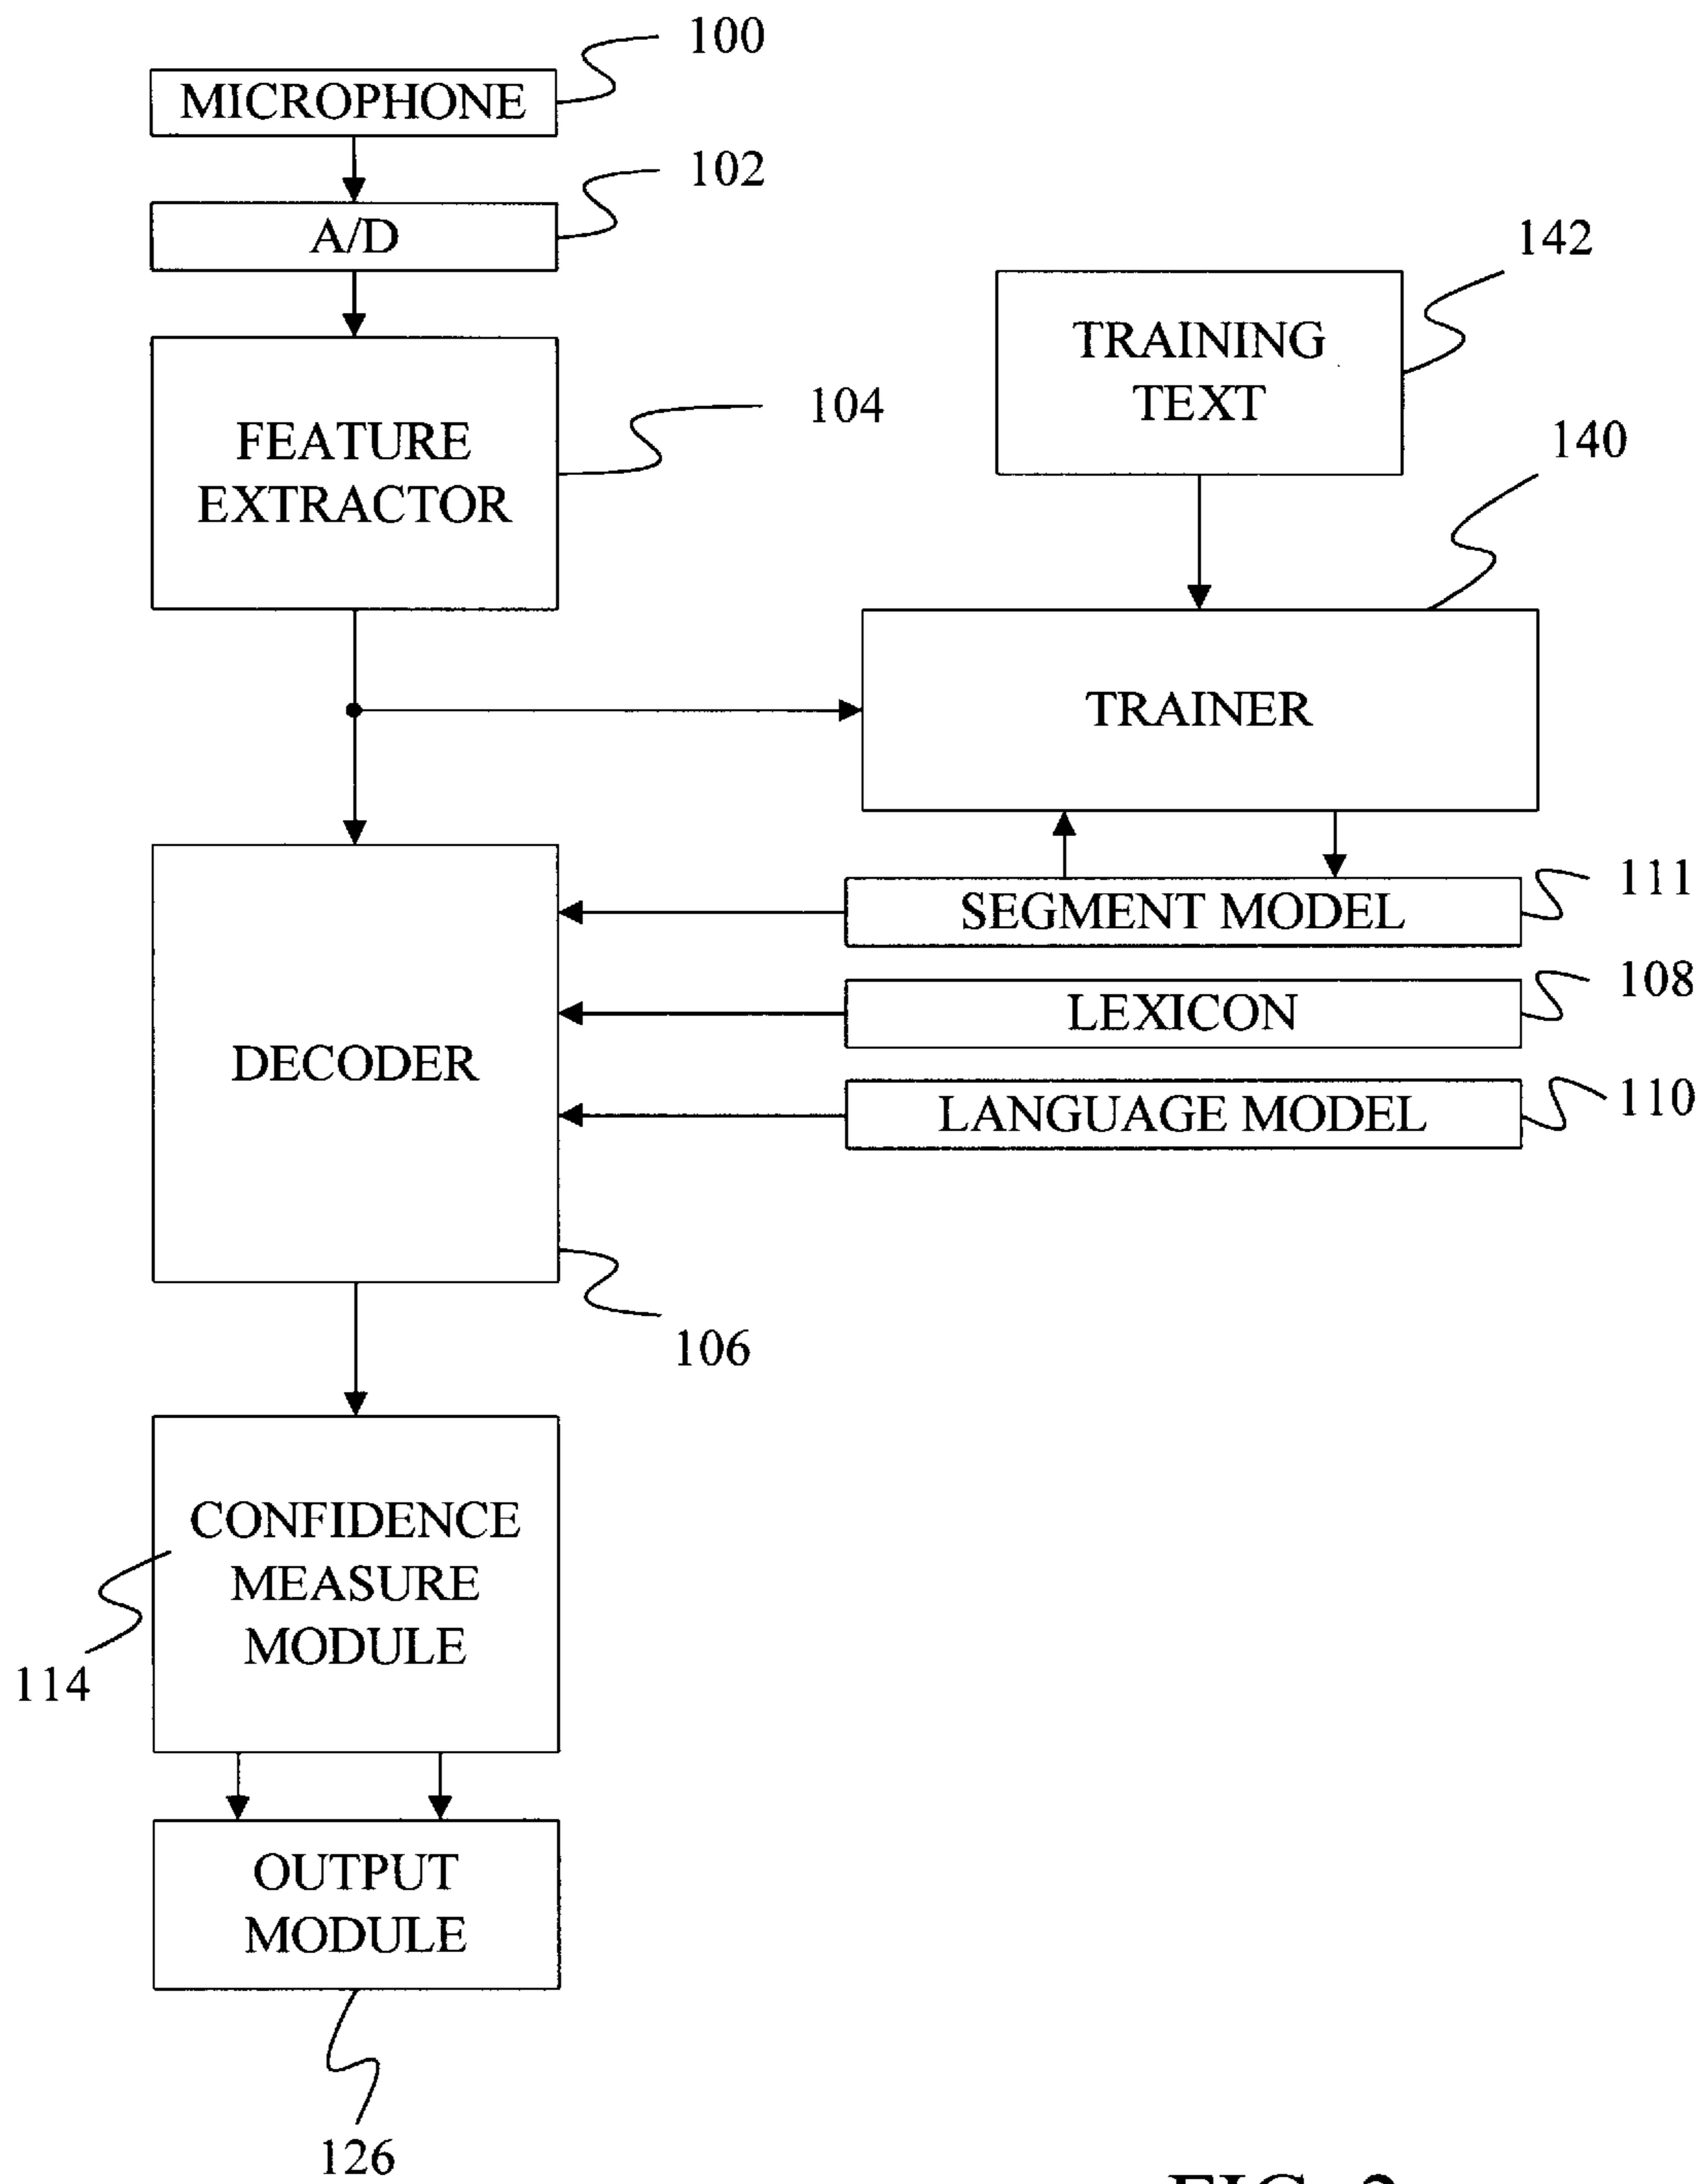 100
MICROPHONE
102
A/D
142
TRAINING
TEXT
104
FEATURE
EXTRACTOR
140
TRAINER
111
SEGMENT MODEL
108
LEXICON
DECODER
110
LANGUAGE MODEL
106
CONFIDENCE
MEASURE
MODULE
114
OUTPUT
MODULE
126